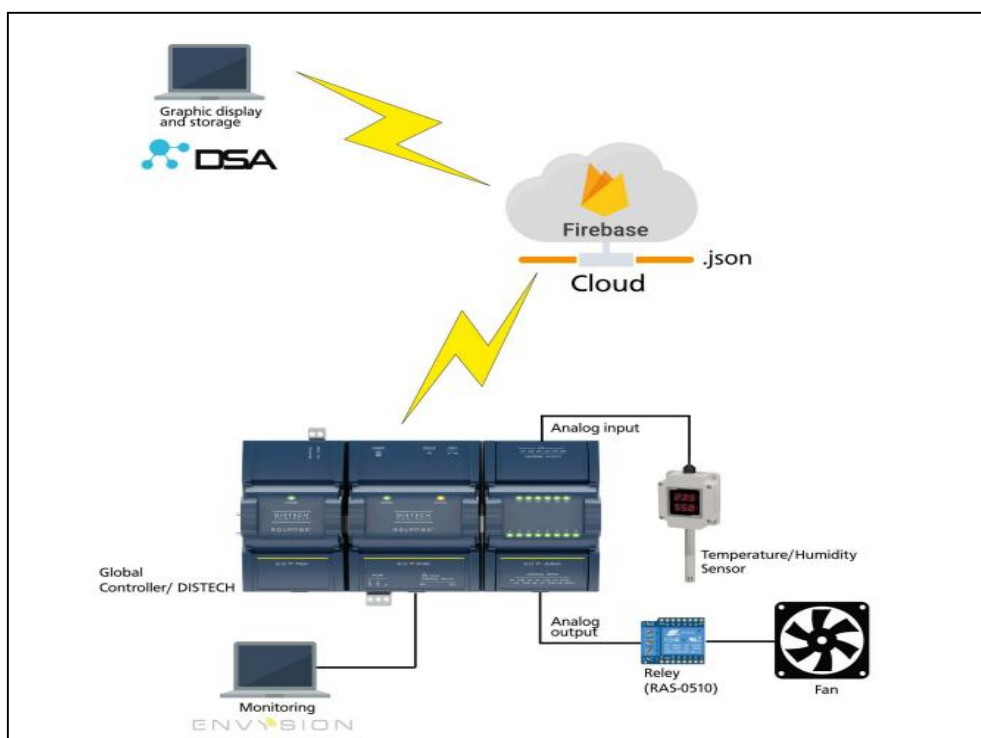 Graphic display
and storage
DSA
Firebase
.json
Cloud
Analog input
DISTECH
DISTECH
Temperature/Humidity
Sensor
Global
Controller/ DISTECH
Analog
output
Reley
(RAS-0510)
Fan
Monitoring
ENVYSION